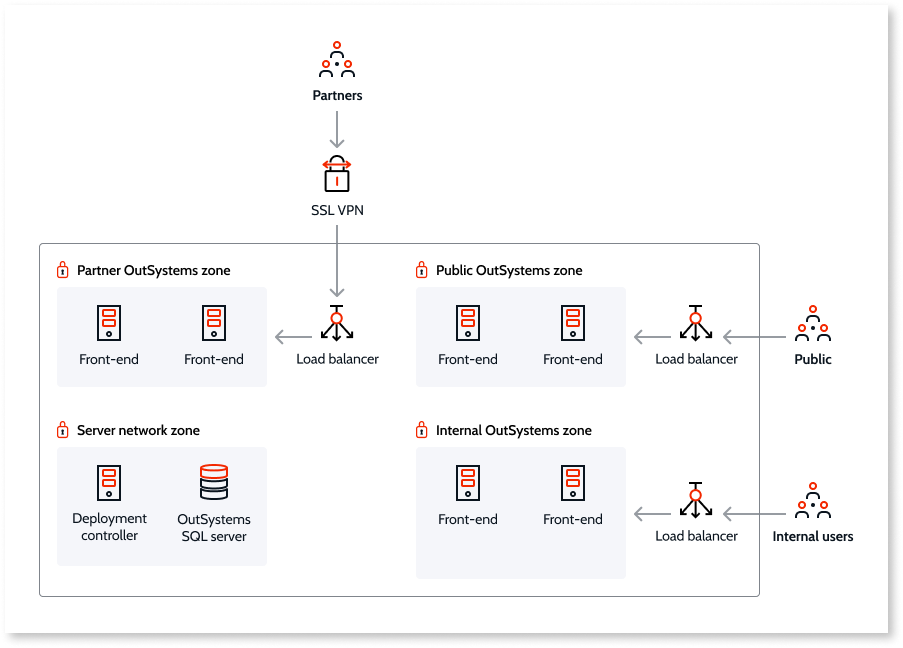 Partners
SSL VPN
Partner OutSystems zone
Front-end
Front-end
Load balancer
Public OutSystems zone
Front-end
Front-end
Load balancer
Public
Server network zone
Deployment
controller
OutSystems
SQL server
Internal OutSystems zone
Front-end
Front-end
Load balancer
Internal users